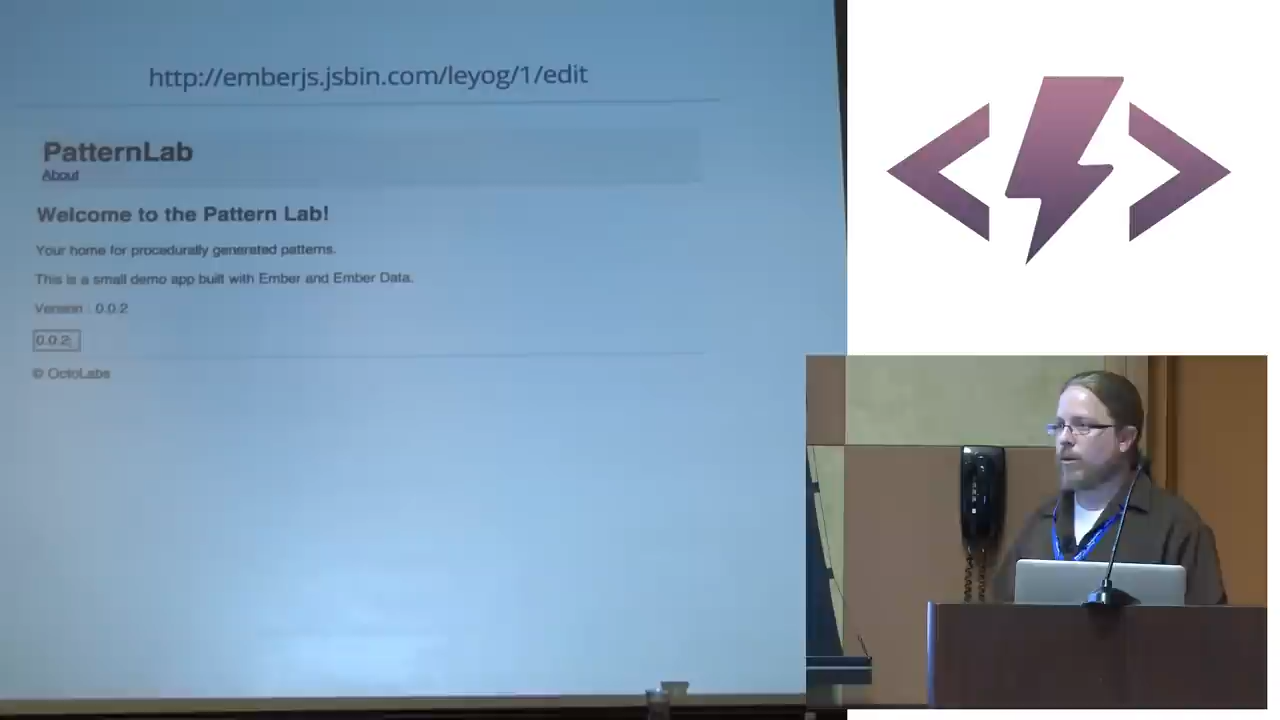 http://emberjs.jsbin.com/leyog/1/edit
PatternLab
About
Welcome to the Pattern Lab!
Your home for procedurally generated patterns.
This is a small demo app built with Ember and Ember Data.
Version : 0.0.2
0.0.2
© OctoLabs